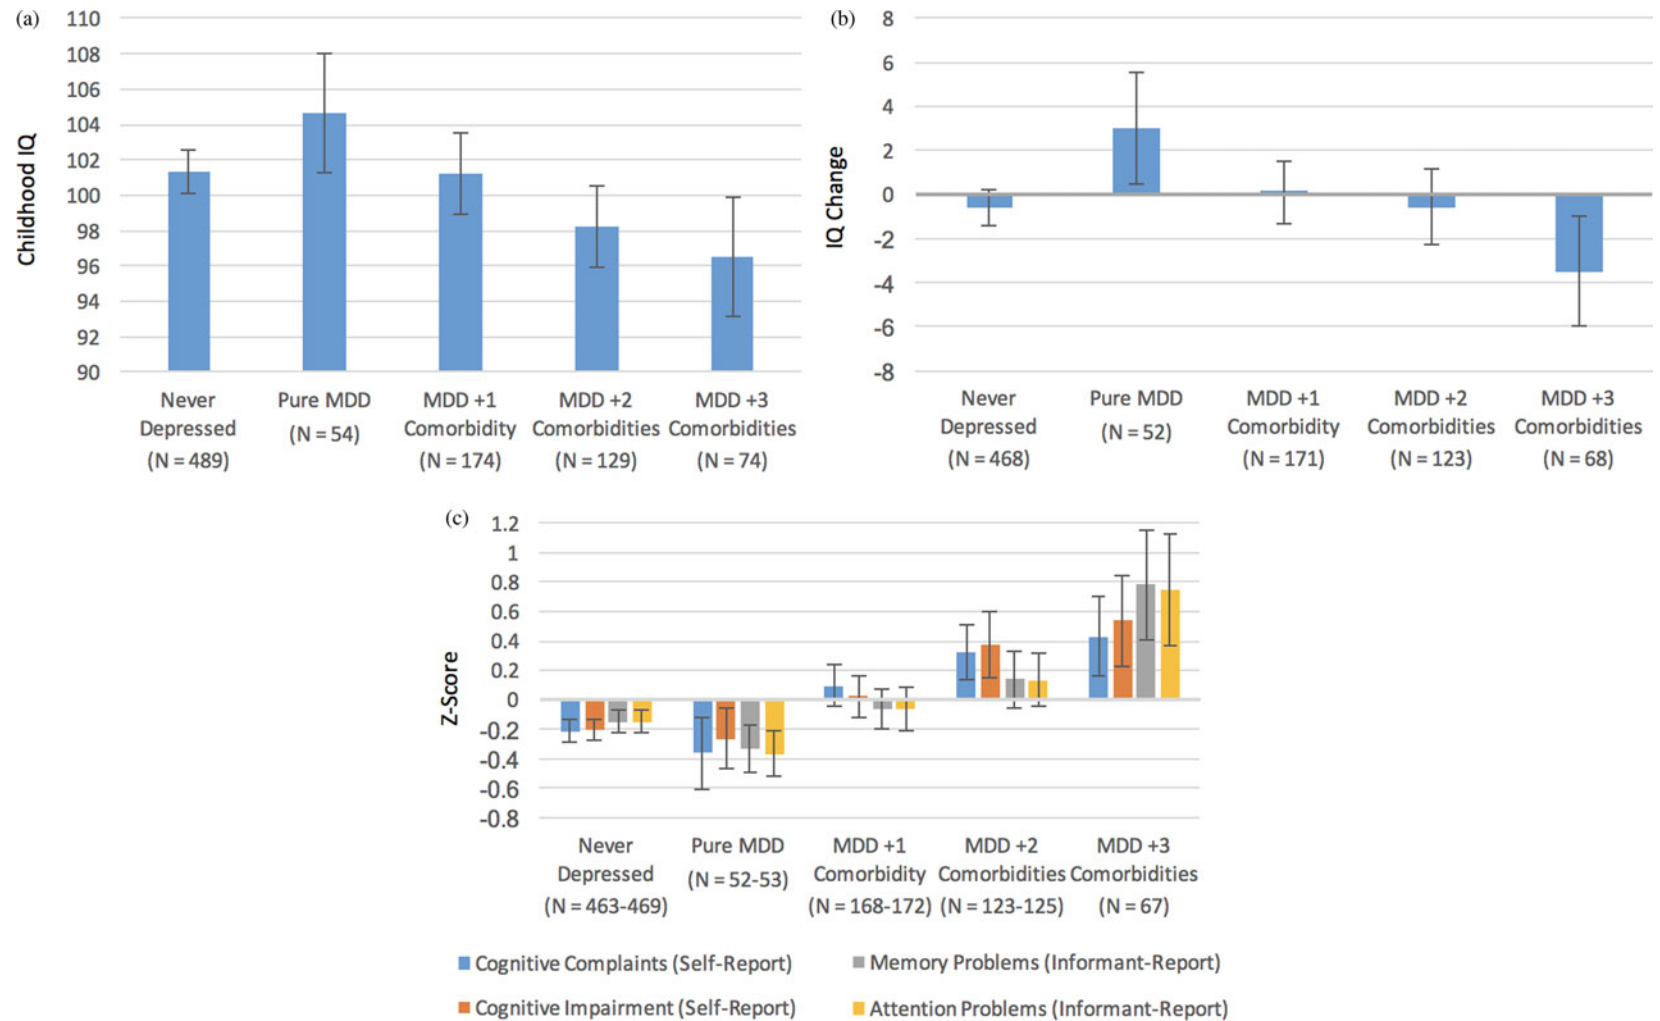 (a)
110
108
106
104
102
100
98
96
94
92
90
Childhood IQ
Never Depressed (N = 489)
Pure MDD (N = 54)
MDD +1 Comorbidity (N = 174)
MDD +2 Comorbidities (N = 129)
MDD +3 Comorbidities (N = 74)
(b)
8
6
4
2
0
-2
-4
-6
-8
IQ Change
Never Depressed (N = 468)
Pure MDD (N = 52)
MDD +1 Comorbidity (N = 171)
MDD +2 Comorbidities (N = 123)
MDD +3 Comorbidities (N = 68)
(c)
1.2
1
0.8
0.6
0.4
0.2
0
-0.2
-0.4
-0.6
-0.8
Z-Score
Never Depressed (N = 463-469)
Pure MDD (N = 52-53)
MDD +1 Comorbidity (N = 168-172)
MDD +2 Comorbidities (N = 123-125)
MDD +3 Comorbidities (N = 67)
Cognitive Complaints (Self-Report)
Memory Problems (Informant-Report)
Cognitive Impairment (Self-Report)
Attention Problems (Informant-Report)